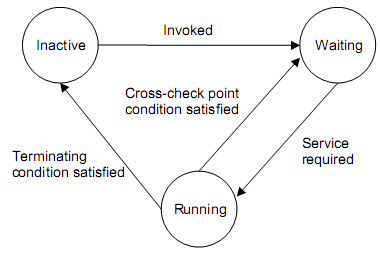 Invoked
Inactive
Waiting
Cross-check point
condition satisfied
Service
required
Terminating
condition satisfied
Running